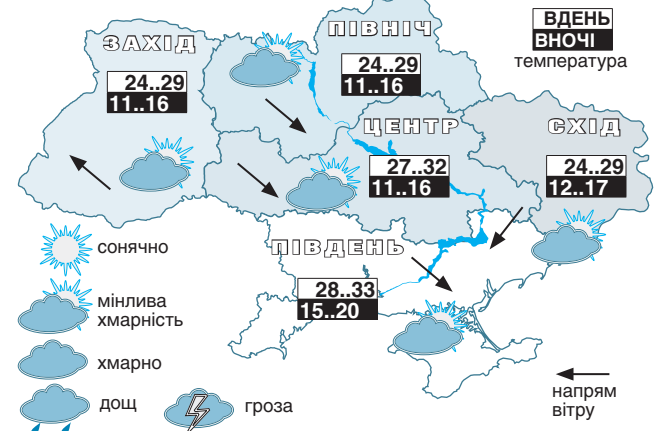 ПІВНІЧ
ВДЕНЬ
ВНОЧІ
температура
ЗАХІД
24..29
11..16
24..29
11..16
ЦЕНТР
СХІД
27..32
11..16
24..29
12..17
ПІВДЕНЬ
28..33
15..20
сонячно
мінлива
хмарність
хмарно
дощ
гроза
напрям
вітру